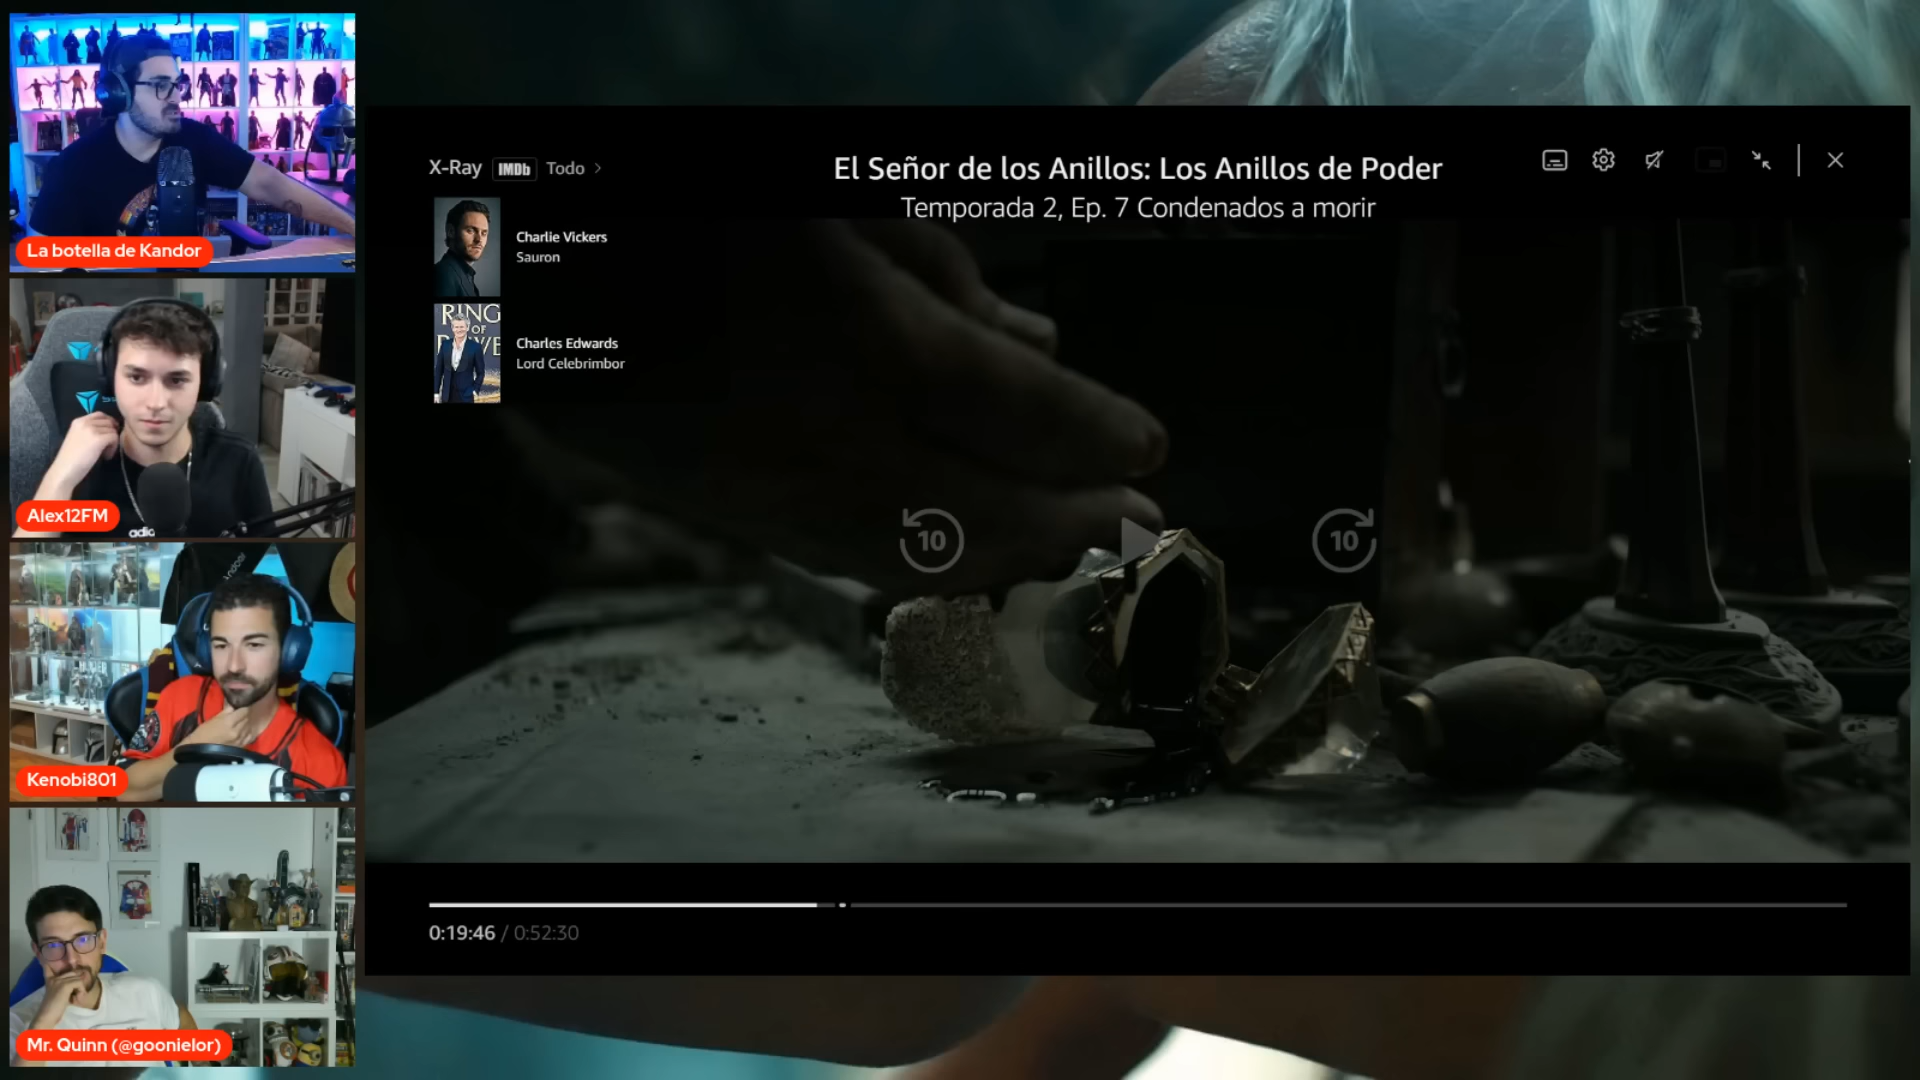 La botella de Kandor
Alex12FM
Kenobi801
Mr. Quinn (@goonielor)
X-Ray IMDb Todo
El Señor de los Anillos: Los Anillos de Poder
Temporada 2, Ep. 7 Condenados a morir
Charlie Vickers
Sauron
RING
OF
Charles Edwards
Lord Celebrimbor
10
10
0:19:46 / 0:52:30